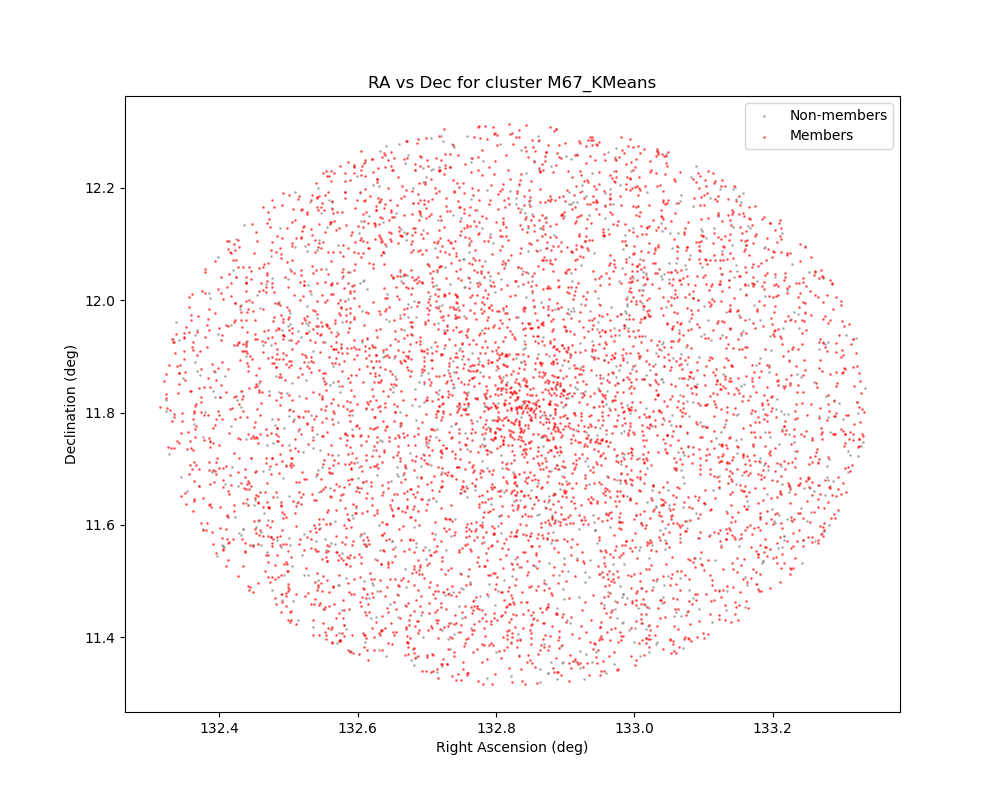 RA vs Dec for cluster M67_KMeans
Non-members
Members
12.2
12.0
11.8
11.6
11.4
Declination (deg)
132.4
132.6
132.8
133.0
133.2
Right Ascension (deg)